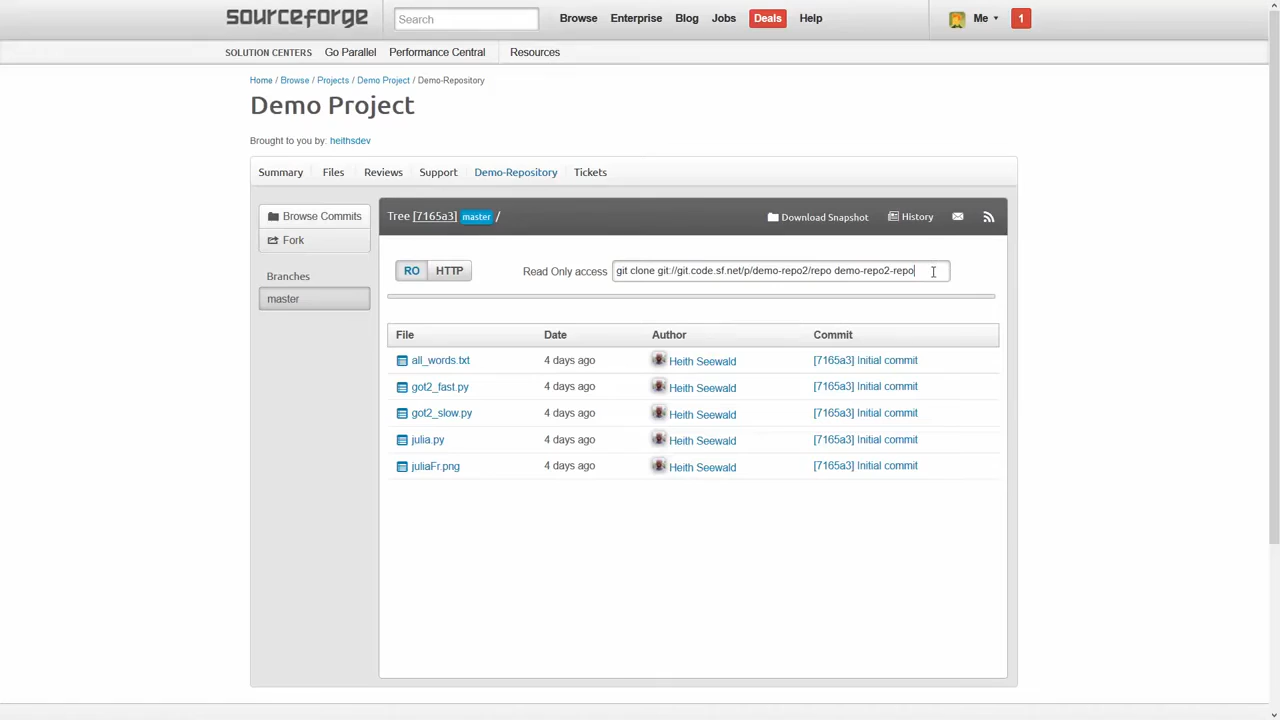 sourceforge Search Browse Enterprise Blog Jobs Deals Help Me 1
SOLUTION CENTERS Go Parallel Performance Central Resources
Home / Browse / Projects / Demo Project / Demo-Repository
Demo Project
Brought to you by: heithsdev
Summary Files Reviews Support Demo-Repository Tickets
Browse Commits
Fork
Branches
master
Tree [7165a3] master / Download Snapshot History
RO HTTP Read Only access git clone git://git.code.sf.net/p/demo-repo2/repo demo-repo2-repo
File Date Author Commit
all_words.txt 4 days ago Heith Seewald [7165a3] Initial commit
got2_fast.py 4 days ago Heith Seewald [7165a3] Initial commit
got2_slow.py 4 days ago Heith Seewald [7165a3] Initial commit
julia.py 4 days ago Heith Seewald [7165a3] Initial commit
juliaFr.png 4 days ago Heith Seewald [7165a3] Initial commit